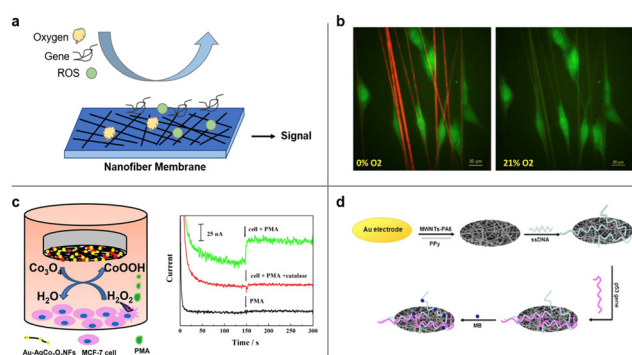 a
Oxygen
Gene
ROS
Signal
Nanofiber Membrane
b
0% O2
20 μm
21% O2
20 μm
c
Co3O4
CoOOH
H2O
H2O2
Au-AgCo3O4NFs
MCF-7 cell
PMA
Current
25 nA
cell + PMA
cell + PMA+catalase
PMA
0 50 100 150 200 250 300
Time / s
d
Au electrode
MWNTs-PA6
PPy
ssDNA
p53 gene
MB